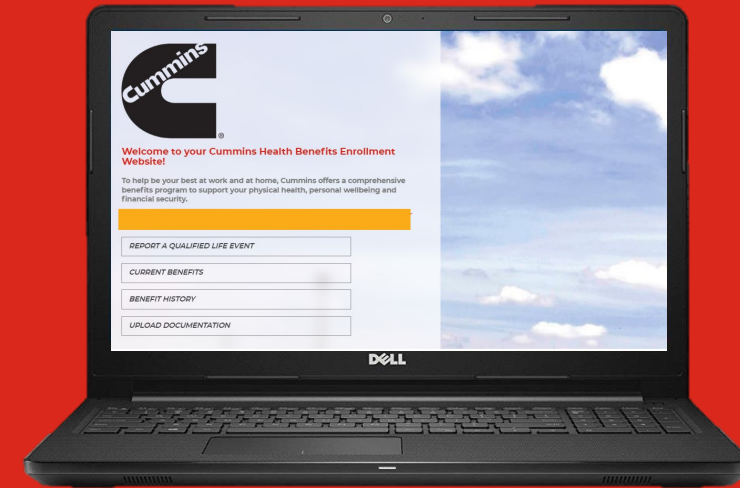 Cummins
®
Welcome to your Cummins Health Benefits Enrollment
Website!
To help be your best at work and at home, Cummins offers a comprehensive
benefits program to support your physical health, personal wellbeing and
financial security.
REPORT A QUALIFIED LIFE EVENT
CURRENT BENEFITS
BENEFIT HISTORY
UPLOAD DOCUMENTATION
DELL